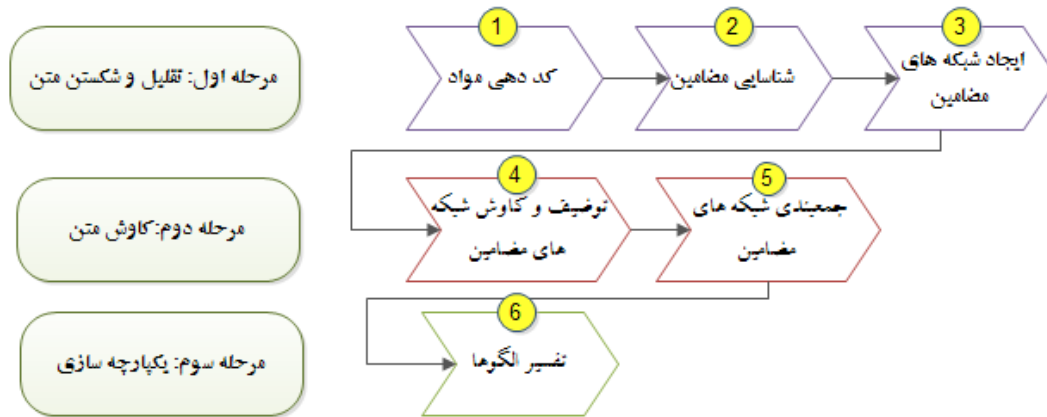 مرحله اول: تقلیل و شکستن متن
1
کد دهی مواد
2
شناسایی مضامین
3
ایجاد شبکه های
مضامین
مرحله دوم:کاوش متن
4
توضیف و کاوش شبکه
های مضامین
5
جمعبندی شبکه های
مضامین
مرحله سوم: یکپارچه سازی
6
تفسیر الگوها